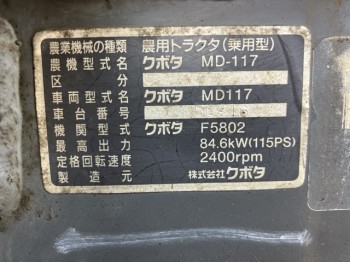 農業機械の種類 農用トラクタ(乗用型)
農機型式名 クボタ MD-117
区分
車両型式名 クボタ MD117
車台番号
機関型式 クボタ F5802
最高出力 84.6kW(115PS)
定格回転速度 2400rpm
製造元 株式会社クボタ